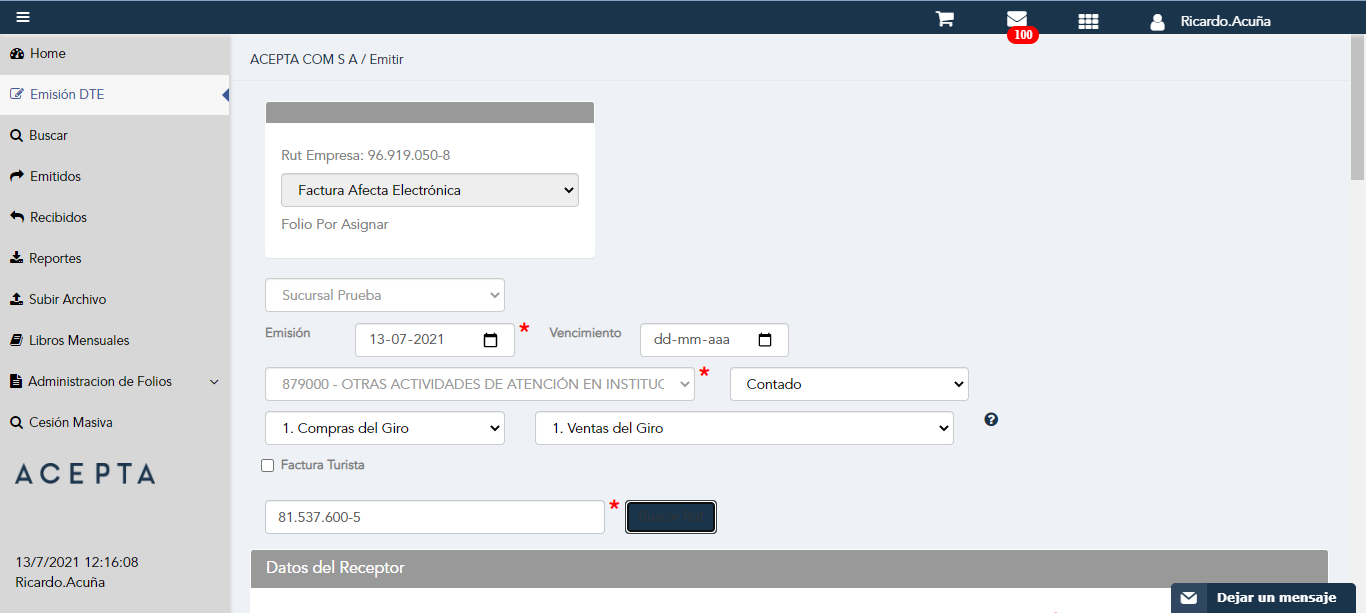 Ricardo.Acuña
100
Home
Emisión DTE
Buscar
Emitidos
Recibidos
Reportes
Subir Archivo
Libros Mensuales
Administracion de Folios
Cesión Masiva
ACEPTA
13/7/2021 12:16:08
Ricardo.Acuña
ACEPTA COM S A / Emitir
Rut Empresa: 96.919.050-8
Factura Afecta Electrónica
Folio Por Asignar
Sucursal Prueba
Emisión 13-07-2021 * Vencimiento dd-mm-aaa
879000 - OTRAS ACTIVIDADES DE ATENCIÓN EN INSTITUC * Contado
1. Compras del Giro 1. Ventas del Giro ?
Factura Turista
81.537.600-5 *
Datos del Receptor
Dejar un mensaje